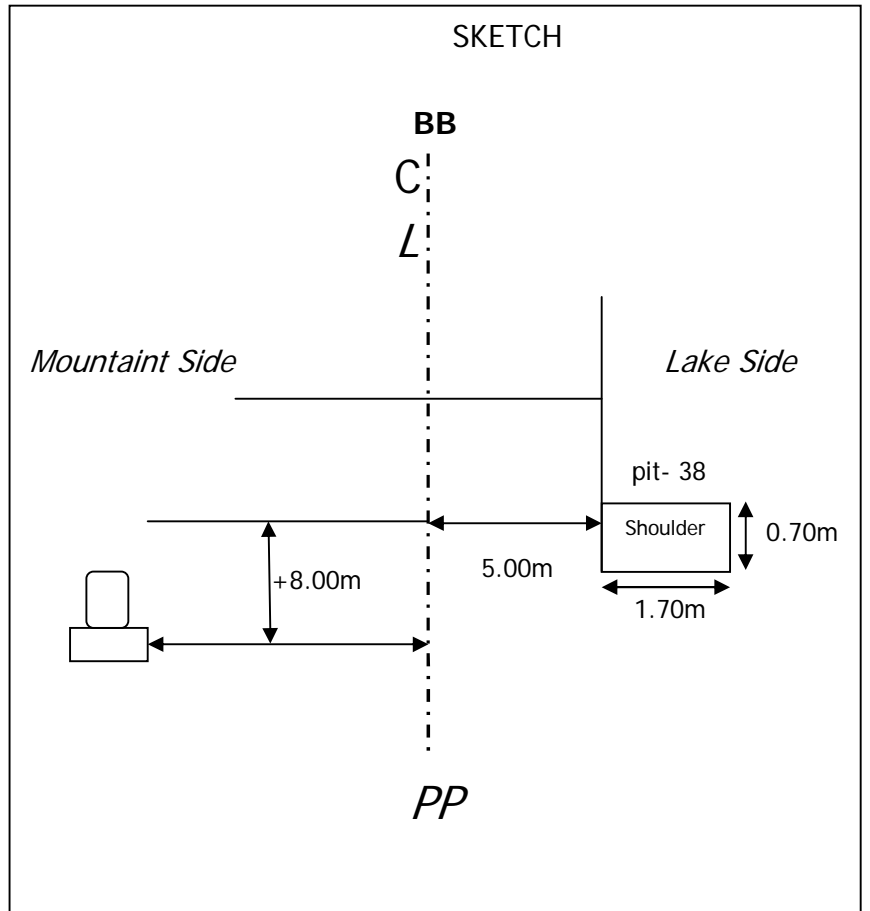 SKETCH
BB
C
L
Mountaint Side
Lake Side
pit- 38
Shoulder
0.70m
5.00m
+8.00m
1.70m
PP